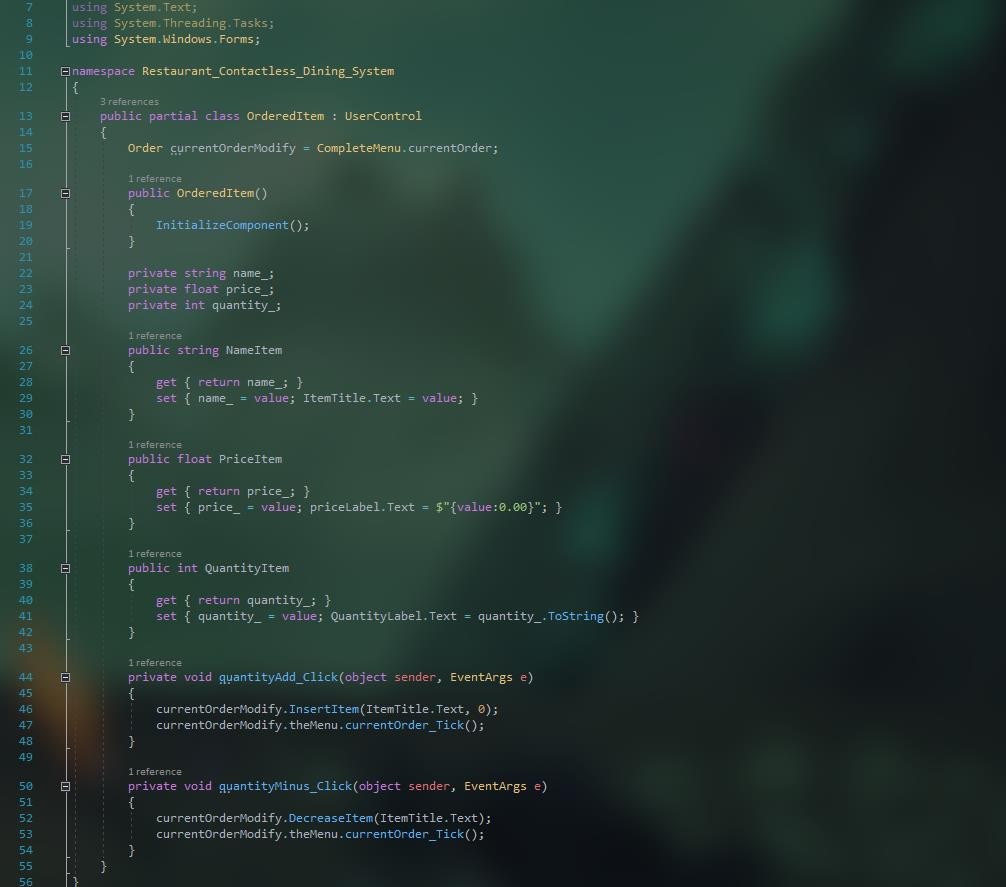 7 using System.Text;
8 using System.Threading.Tasks;
9 using System.Windows.Forms;
10
11 namespace Restaurant_Contactless_Dining_System
12 {
3 references
13 public partial class OrderedItem : UserControl
14 {
15 Order currentOrderModify = CompleteMenu.currentOrder;
16
1 reference
17 public OrderedItem()
18 {
19 InitializeComponent();
20 }
21
22 private string name_;
23 private float price_;
24 private int quantity_;
25
1 reference
26 public string NameItem
27 {
28 get { return name_; }
29 set { name_ = value; ItemTitle.Text = value; }
30 }
31
1 reference
32 public float PriceItem
33 {
34 get { return price_; }
35 set { price_ = value; priceLabel.Text = $"{value:0.00}"; }
36 }
37
1 reference
38 public int QuantityItem
39 {
40 get { return quantity_; }
41 set { quantity_ = value; QuantityLabel.Text = quantity_.ToString(); }
42 }
43
1 reference
44 private void quantityAdd_Click(object sender, EventArgs e)
45 {
46 currentOrderModify.InsertItem(ItemTitle.Text, 0);
47 currentOrderModify.theMenu.currentOrder_Tick();
48 }
49
1 reference
50 private void quantityMinus_Click(object sender, EventArgs e)
51 {
52 currentOrderModify.DecreaseItem(ItemTitle.Text);
53 currentOrderModify.theMenu.currentOrder_Tick();
54 }
55 }
56 }